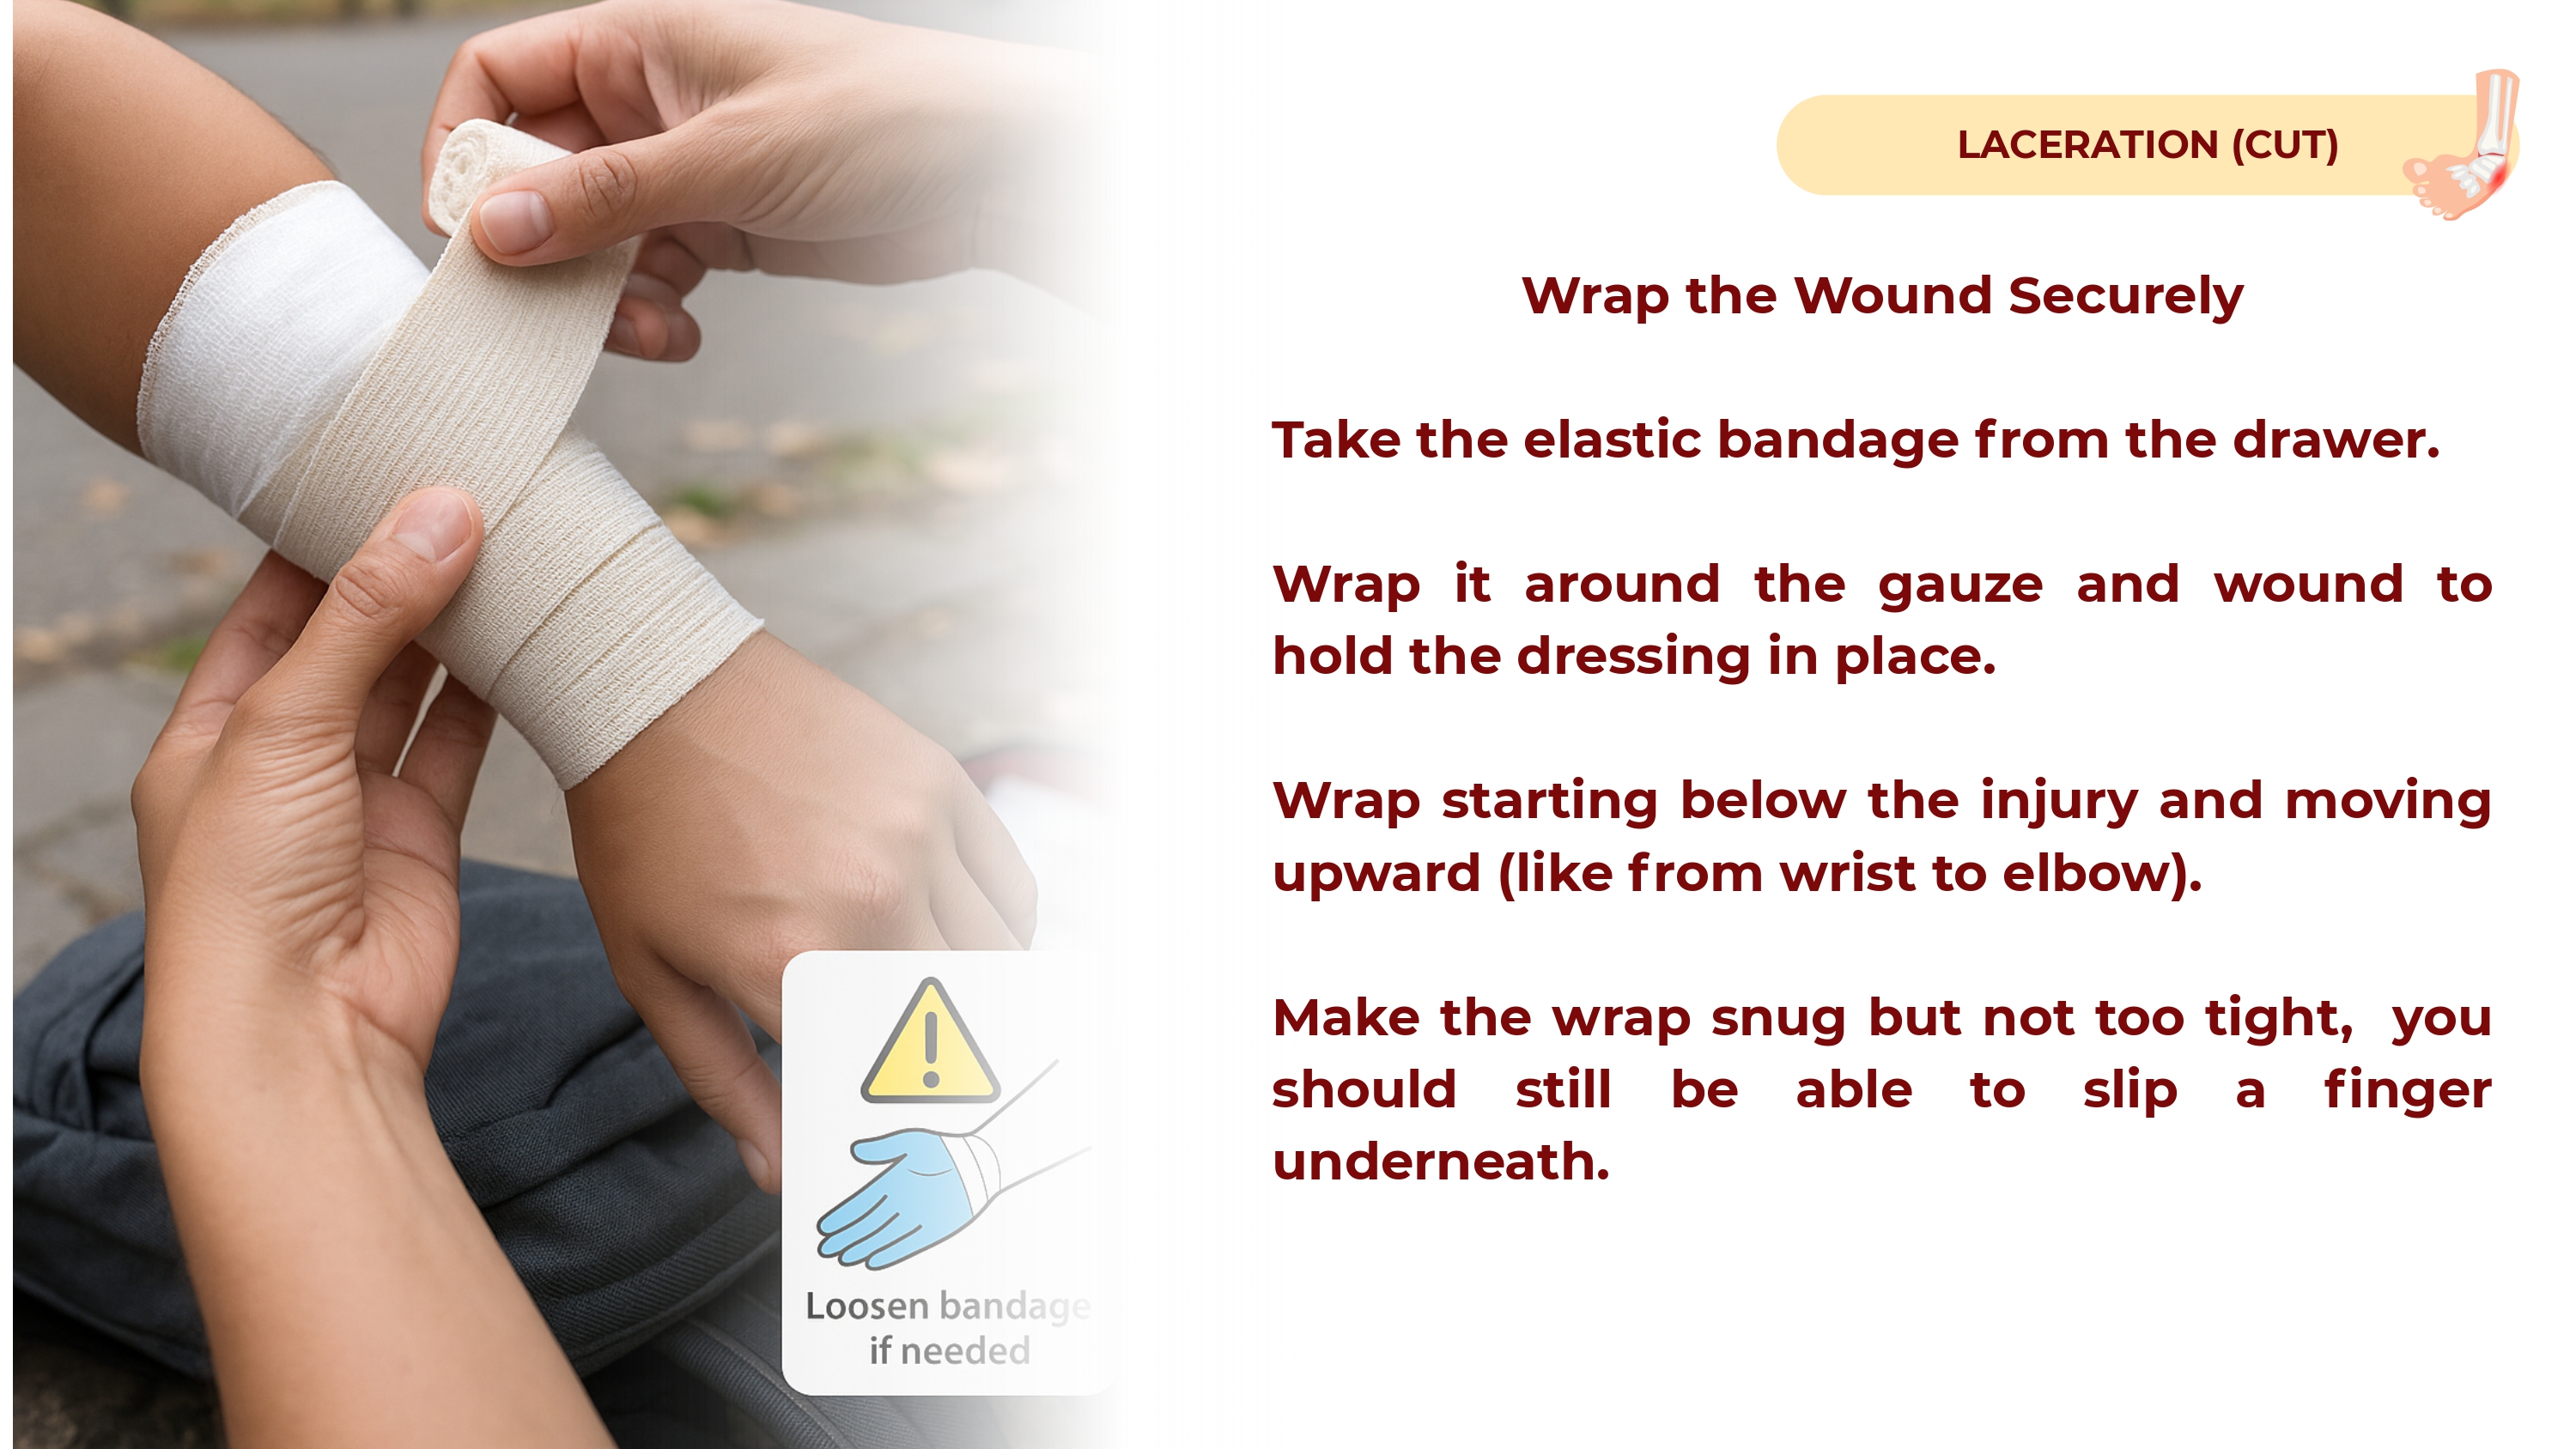 LACERATION (CUT)
Wrap the Wound Securely
Take the elastic bandage from the drawer.
Wrap it around the gauze and wound to
hold the dressing in place.
Wrap starting below the injury and moving
upward (like from wrist to elbow).
Make the wrap snug but not too tight, you
should still be able to slip a finger
underneath.
Loosen bandage
if needed